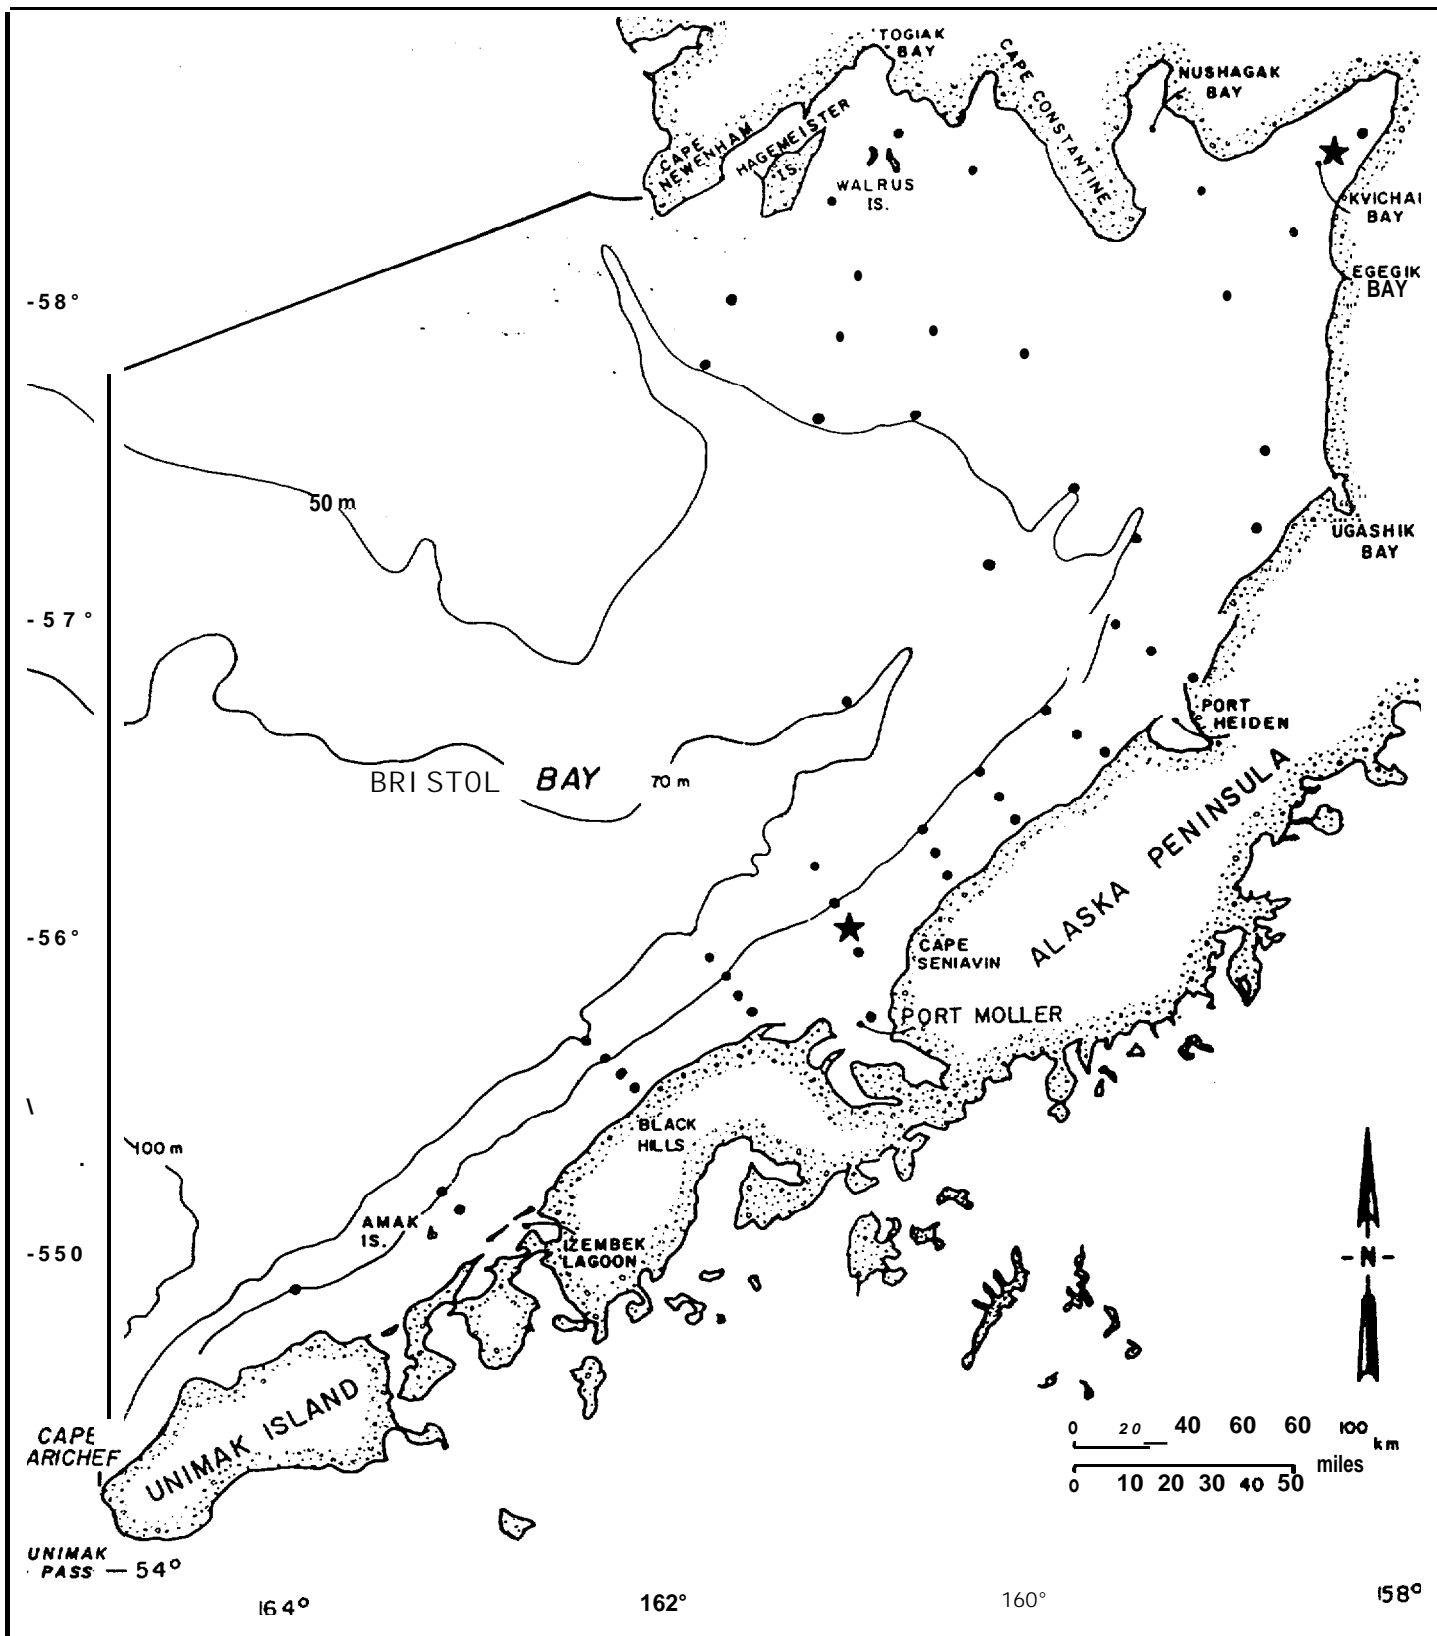 TOGIAK
BAY
CAPE CONSTANTINE
NUSHAGAK
BAY
CAPE
NEWENHAM
HAGEMEISTER
IS.
WALRUS
IS.
KVICHAI
BAY
EGEGIK
BAY
-58°
50 m
UGASHIK
BAY
-57°
PORT
HEIDEN
BRISTOL BAY
70 m
ALASKA PENINSULA
-56°
CAPE
SENIAVIN
PORT MOLLER
BLACK
HILLS
100 m
AMAK
IS.
IZEMBEK
LAGOON
-550
-N-
UNIMAK ISLAND
CAPE
ARICHEF
0 20 40 60 60 100
km
miles
0 10 20 30 40 50
UNIMAK
PASS — 54°
164° 162° 160° 158°